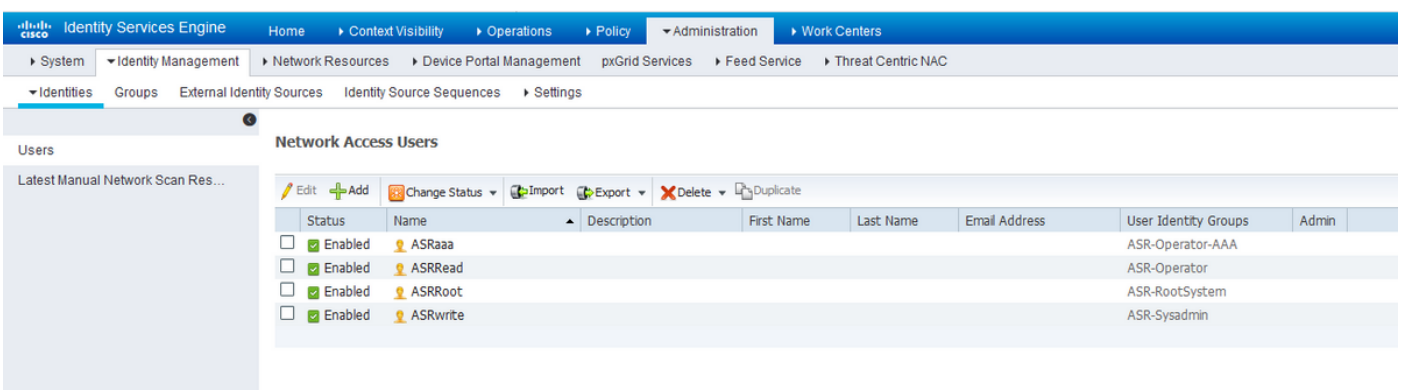 cisco Identity Services Engine Home Context Visibility Operations Policy Administration Work Centers
System Identity Management Network Resources Device Portal Management pxGrid Services Feed Service Threat Centric NAC
Identities Groups External Identity Sources Identity Source Sequences Settings
Users
Latest Manual Network Scan Res...
Network Access Users
Edit Add Change Status Import Export Delete Duplicate
Status Name Description First Name Last Name Email Address User Identity Groups Admin
Enabled ASRaaa ASR-Operator-AAA
Enabled ASRRead ASR-Operator
Enabled ASRRoot ASR-RootSystem
Enabled ASRwrite ASR-Sysadmin